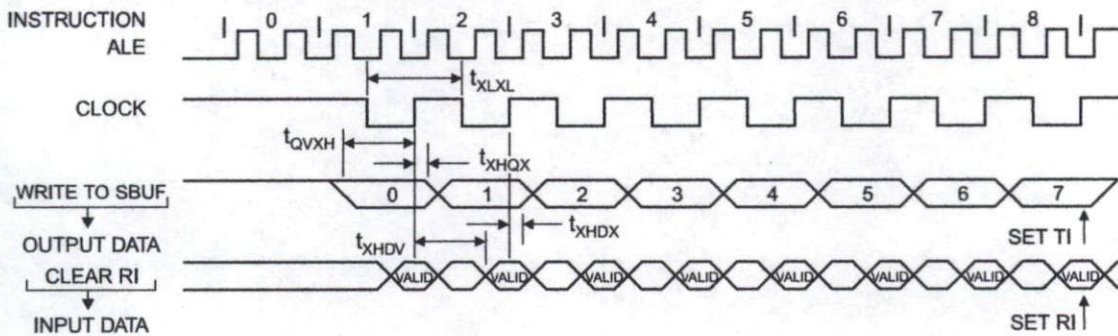 INSTRUCTION 0 1 2 3 4 5 6 7 8
ALE
tXLXL
CLOCK
tQVXH
tXHQX
WRITE TO SBUF 0 1 2 3 4 5 6 7
tXHDX
OUTPUT DATA
tXHDV
SET TI
CLEAR RI VALID VALID VALID VALID VALID VALID VALID VALID
INPUT DATA
SET RI